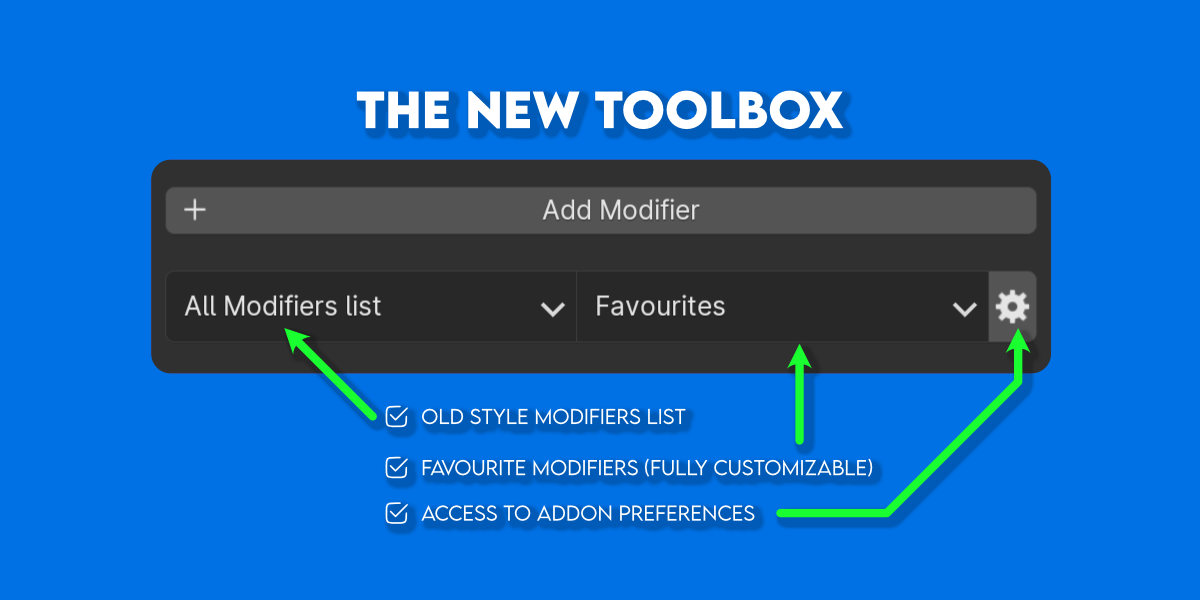 THE NEW TOOLBOX
Add Modifier
All Modifiers list
Favourites
OLD STYLE MODIFIERS LIST
FAVOURITE MODIFIERS (FULLY CUSTOMIZABLE)
ACCESS TO ADDON PREFERENCES